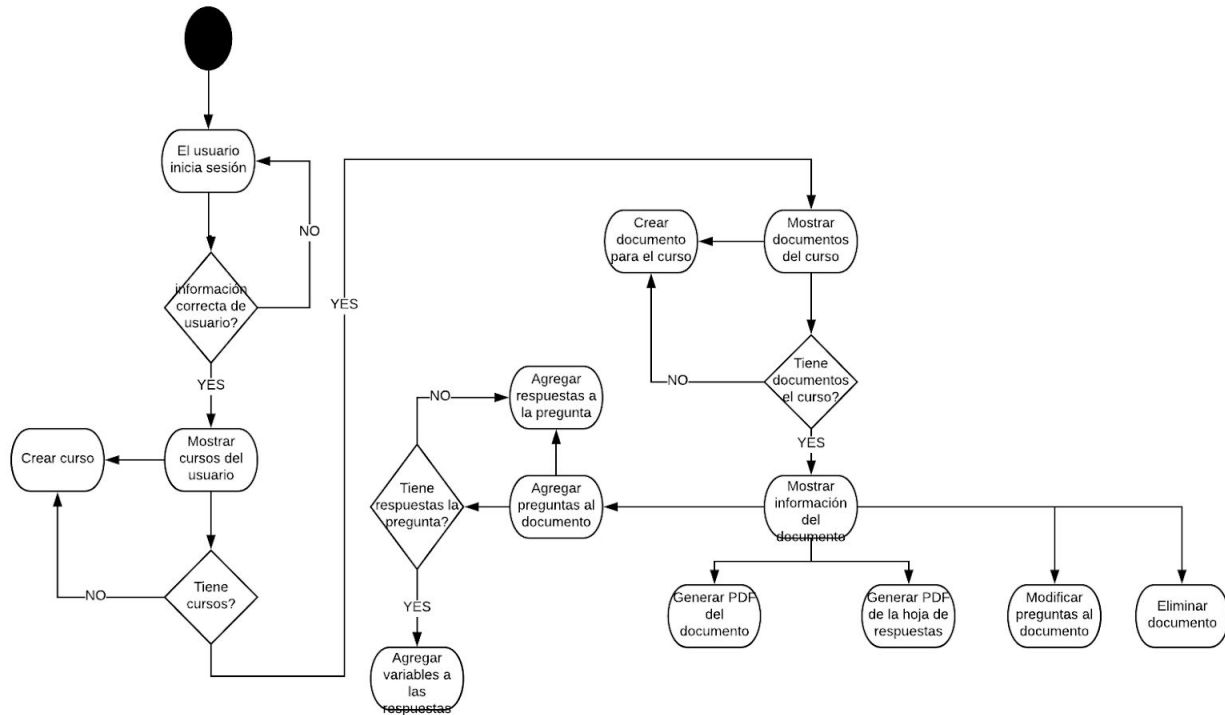 El usuario
inicia sesión
NO
información
correcta de
usuario?
YES
Mostrar
cursos del
usuario
Crear curso
NO
Tiene
cursos?
YES
Mostrar
documentos
del curso
Crear
documento
para el curso
NO
Tiene
documentos
el curso?
YES
Mostrar
información
del
documento
Agregar
preguntas al
documento
Agregar
respuestas a
la pregunta
NO
Tiene
respuestas la
pregunta?
YES
Agregar
variables a
las
respuestas
Generar PDF
del
documento
Generar PDF
de la hoja de
respuestas
Modificar
preguntas al
documento
Eliminar
documento